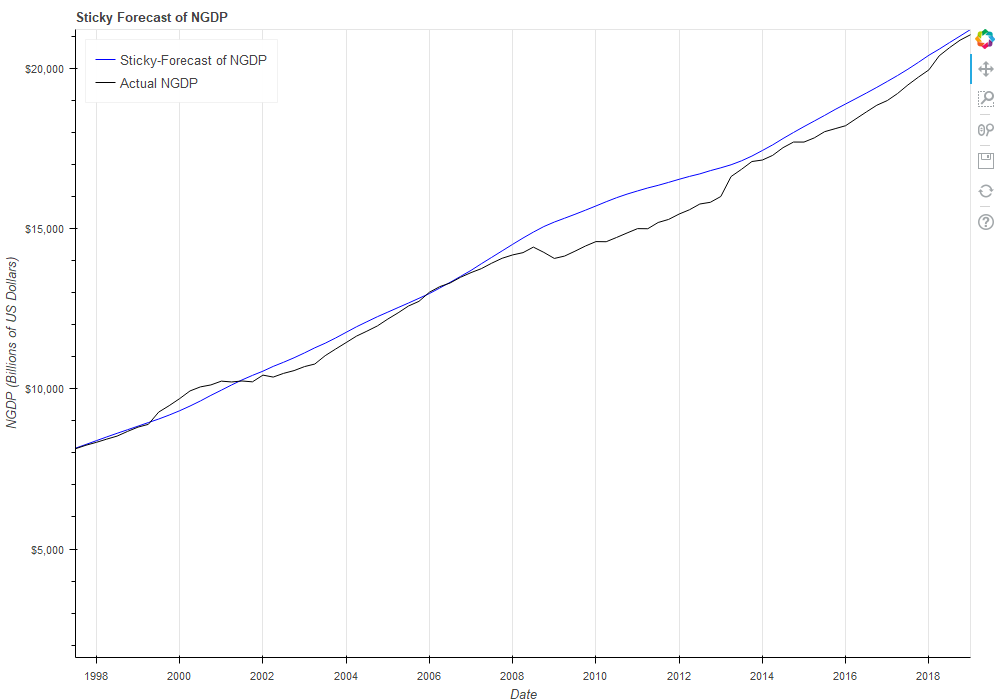 Sticky Forecast of NGDP
Sticky-Forecast of NGDP
Actual NGDP
$20,000
$15,000
$10,000
$5,000
NGDP (Billions of US Dollars)
1998 2000 2002 2004 2006 2008 2010 2012 2014 2016 2018
Date
?